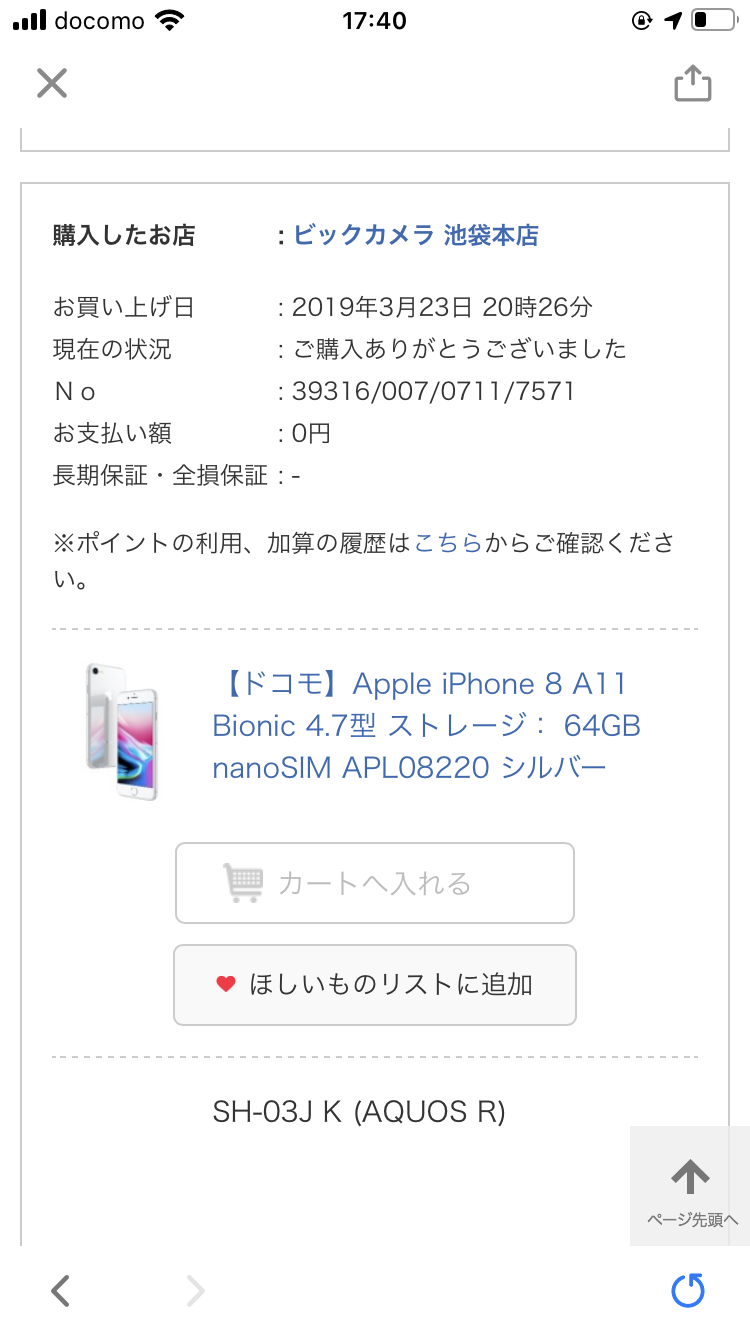 docomo 17:40
購入したお店 : ビックカメラ 池袋本店
お買い上げ日 : 2019年3月23日 20時26分
現在の状況 : ご購入ありがとうございました
Ｎｏ : 39316/007/0711/7571
お支払い額 : 0円
長期保証・全損保証 : -
※ポイントの利用、加算の履歴はこちらからご確認くださ
い。
【ドコモ】Apple iPhone 8 A11
Bionic 4.7型 ストレージ： 64GB
nanoSIM APL08220 シルバー
カートへ入れる
ほしいものリストに追加
SH-03J K (AQUOS R)
ページ先頭へ